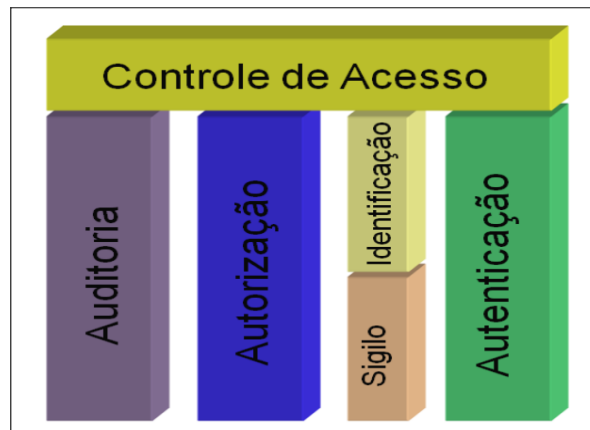 Controle de Acesso
Auditoria
Autorização
Identificação
Sigilo
Autenticação